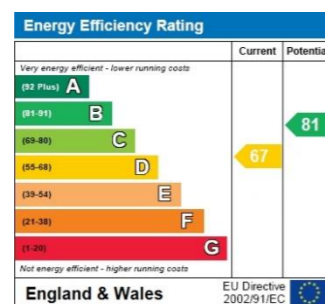 Energy Efficiency Rating
Current Potential
Very energy efficient - lower running costs
(92 Plus) A
(81-91) B
81
(69-80) C
(55-68) D
67
(39-54) E
(21-38) F
(1-20) G
Not energy efficient - higher running costs
England & Wales
EU Directive
2002/91/EC